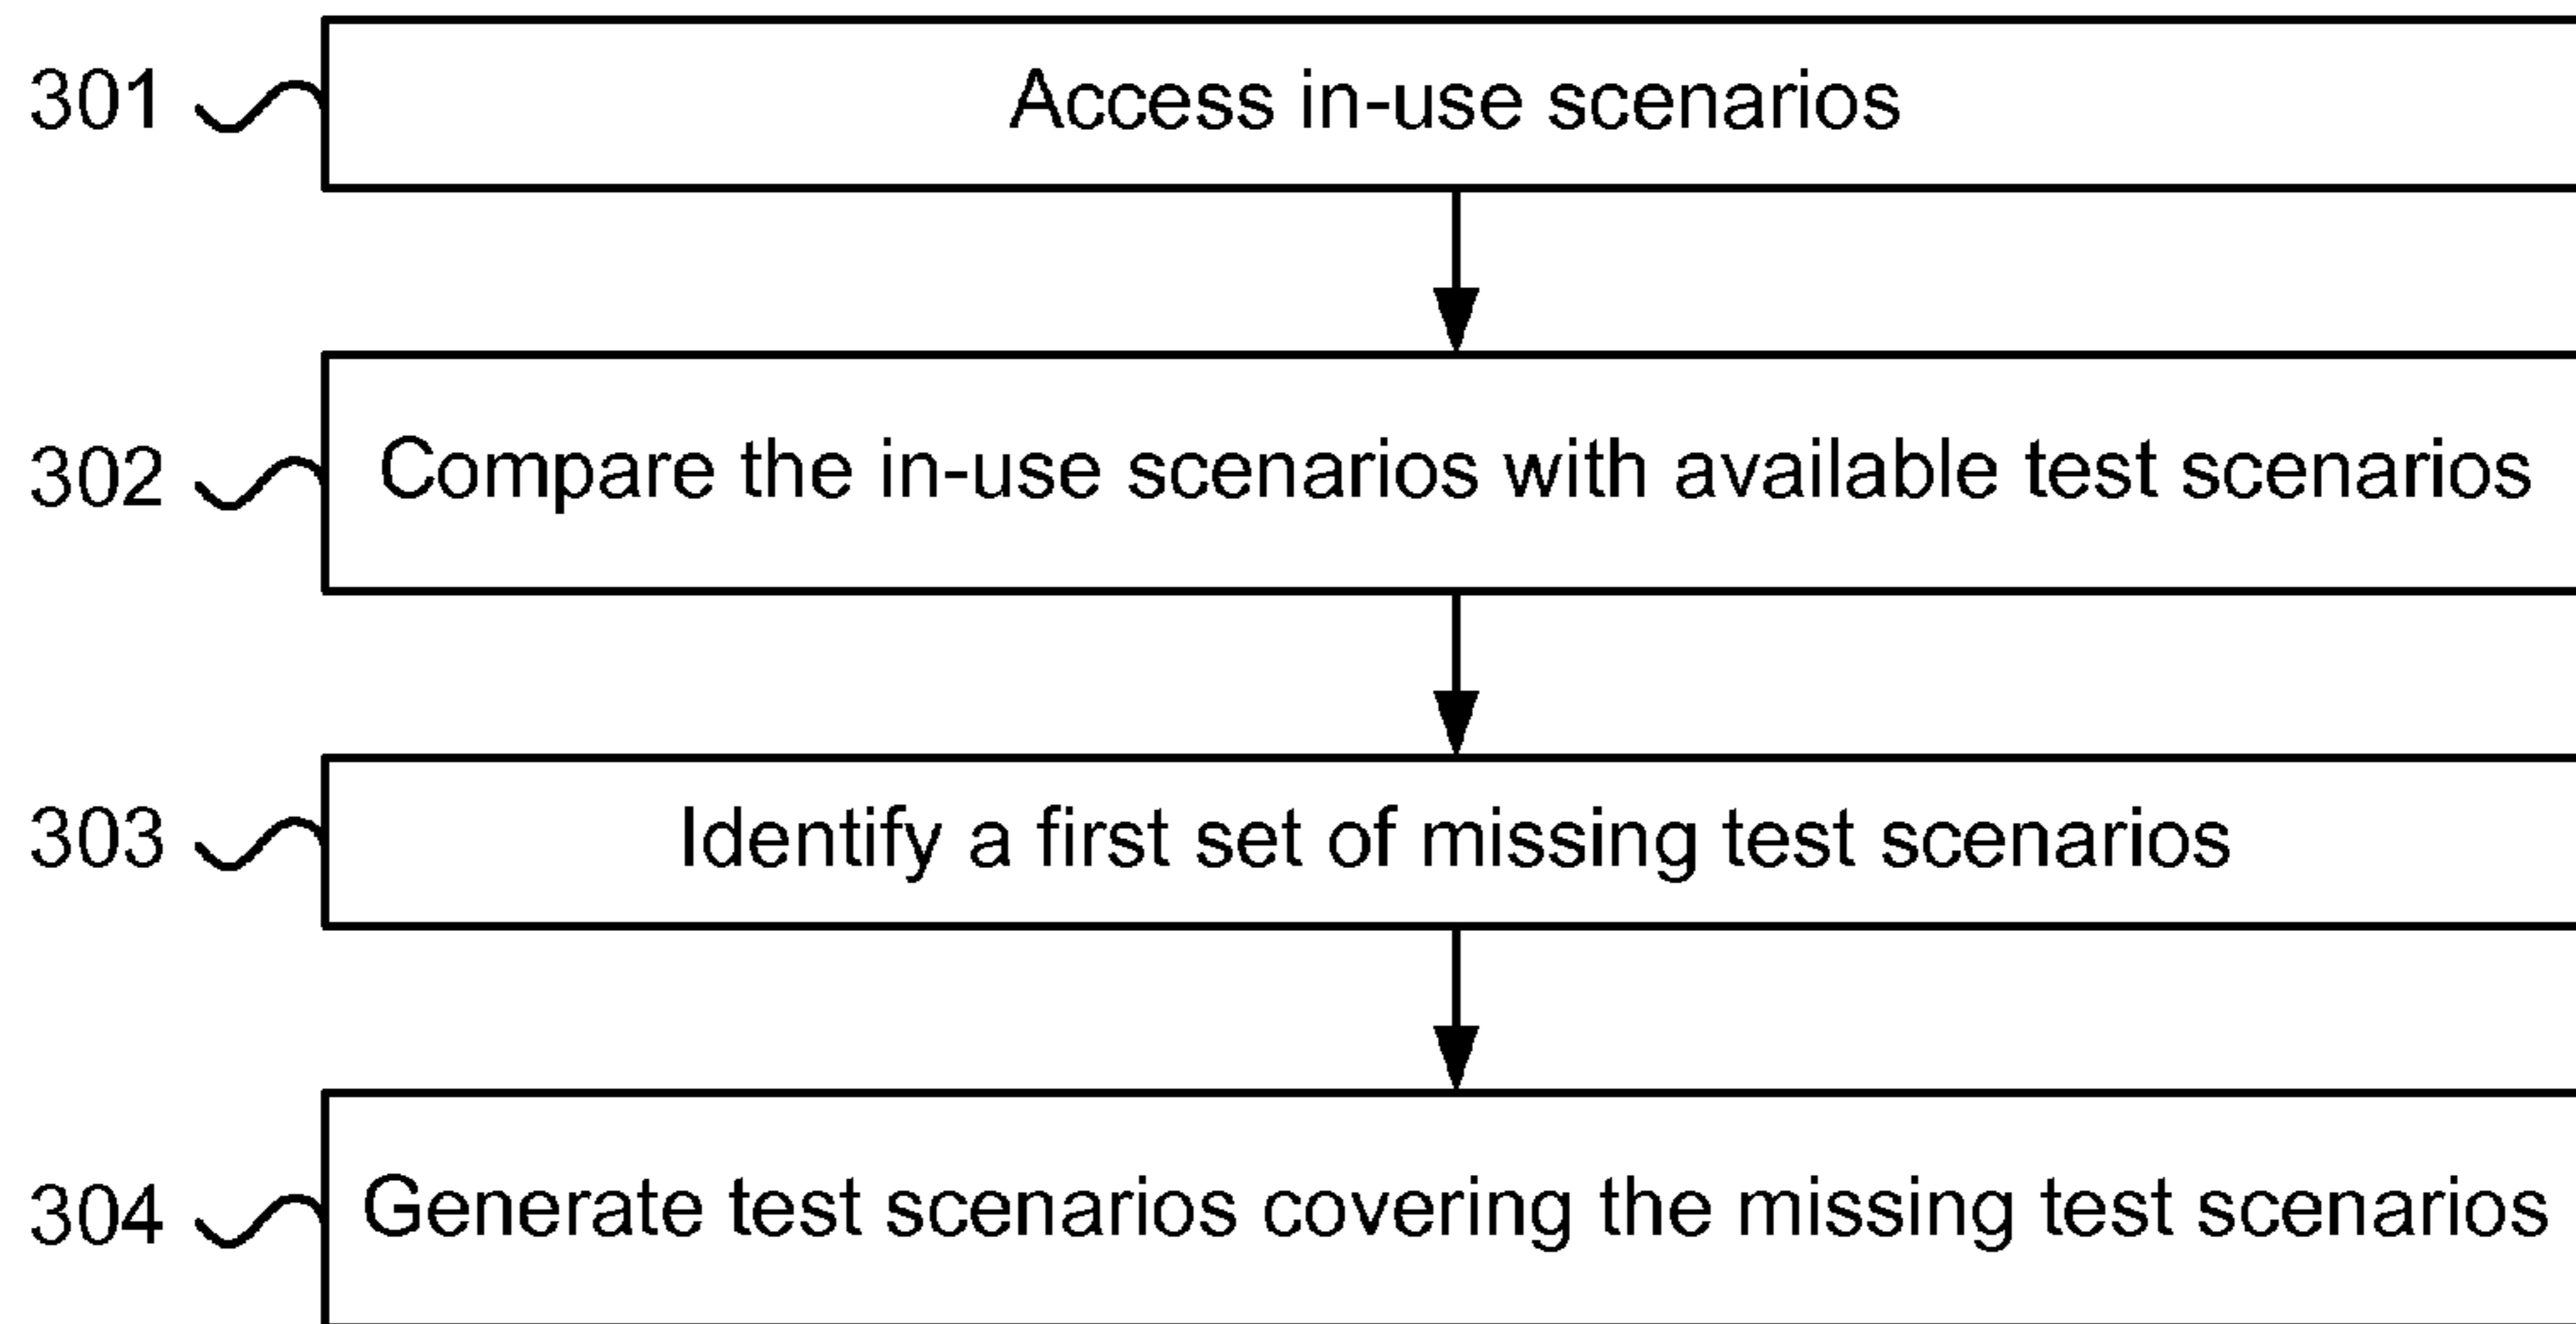 301 Access in-use scenarios
302 Compare the in-use scenarios with available test scenarios
303 Identify a first set of missing test scenarios
304 Generate test scenarios covering the missing test scenarios